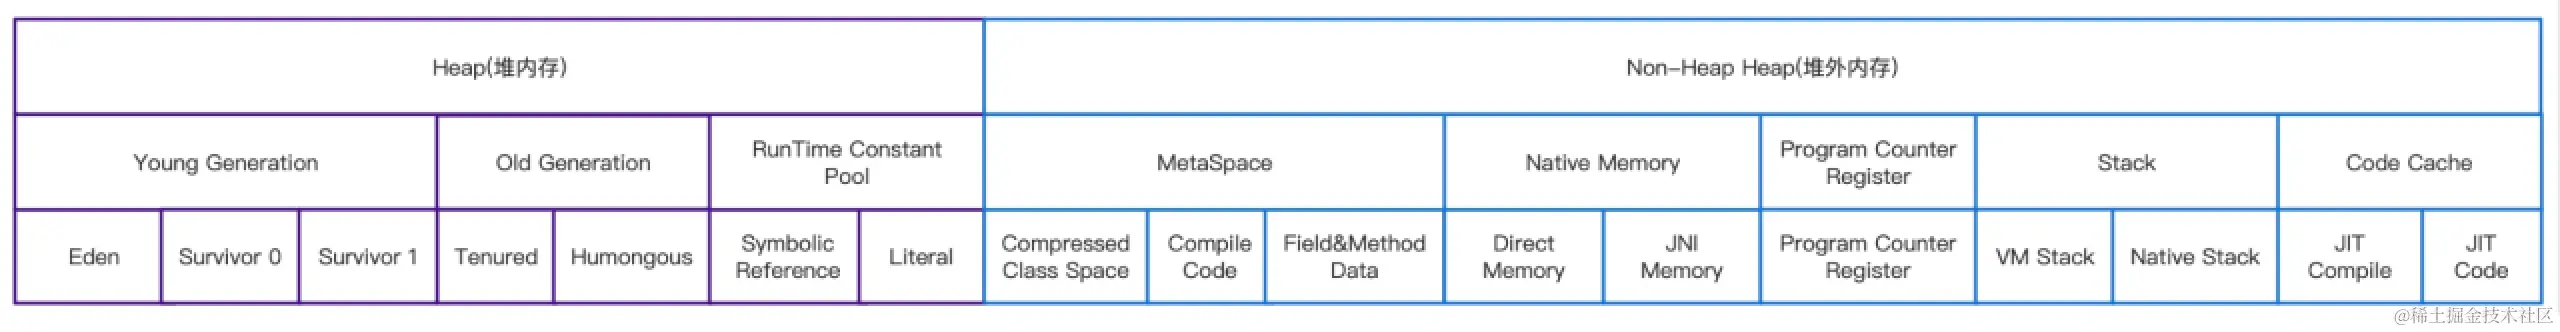 Heap(堆内存)
Non-Heap Heap(堆外内存)
Young Generation
Old Generation
RunTime Constant
Pool
MetaSpace
Native Memory
Program Counter
Register
Stack
Code Cache
Eden
Survivor 0
Survivor 1
Tenured
Humongous
Symbolic
Reference
Literal
Compressed
Class Space
Compile
Code
Field&Method
Data
Direct
Memory
JNI
Memory
Program Counter
Register
VM Stack
Native Stack
JIT
Compile
JIT
Code
@稀土掘金技术社区